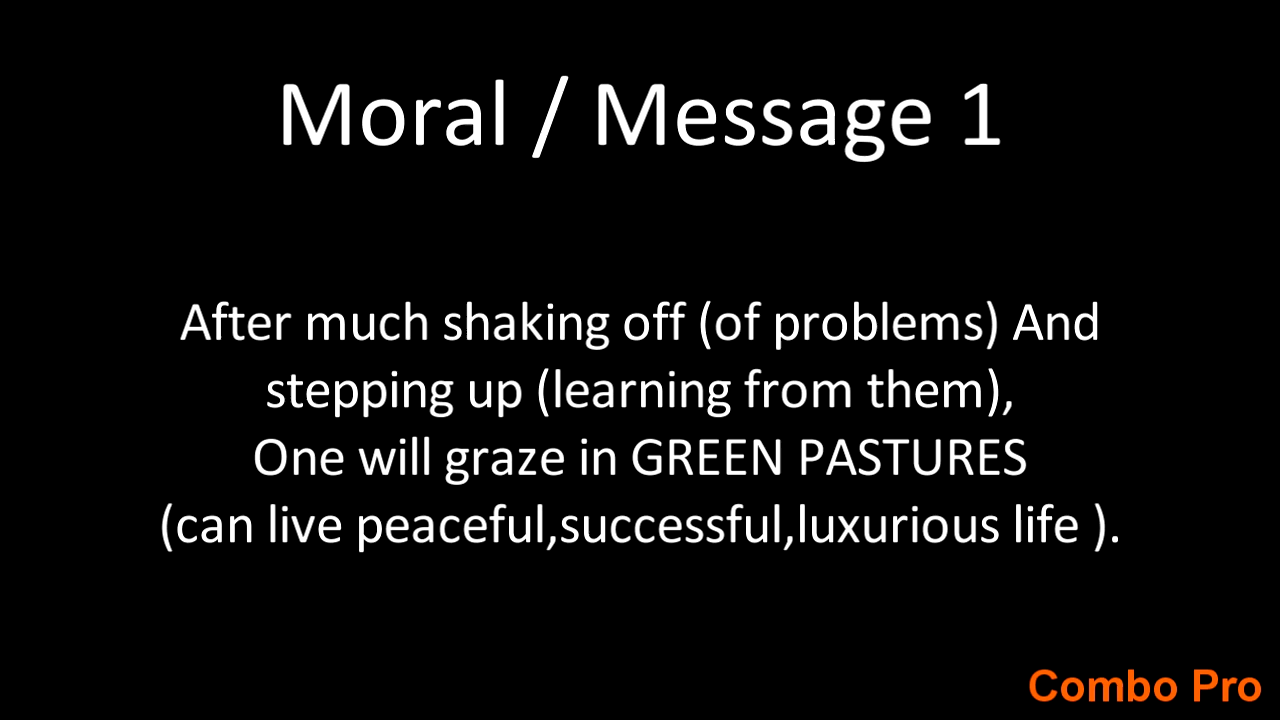 Moral / Message 1
After much shaking off (of problems) And
stepping up (learning from them),
One will graze in GREEN PASTURES
(can live peaceful,successful,luxurious life ).
Combo Pro